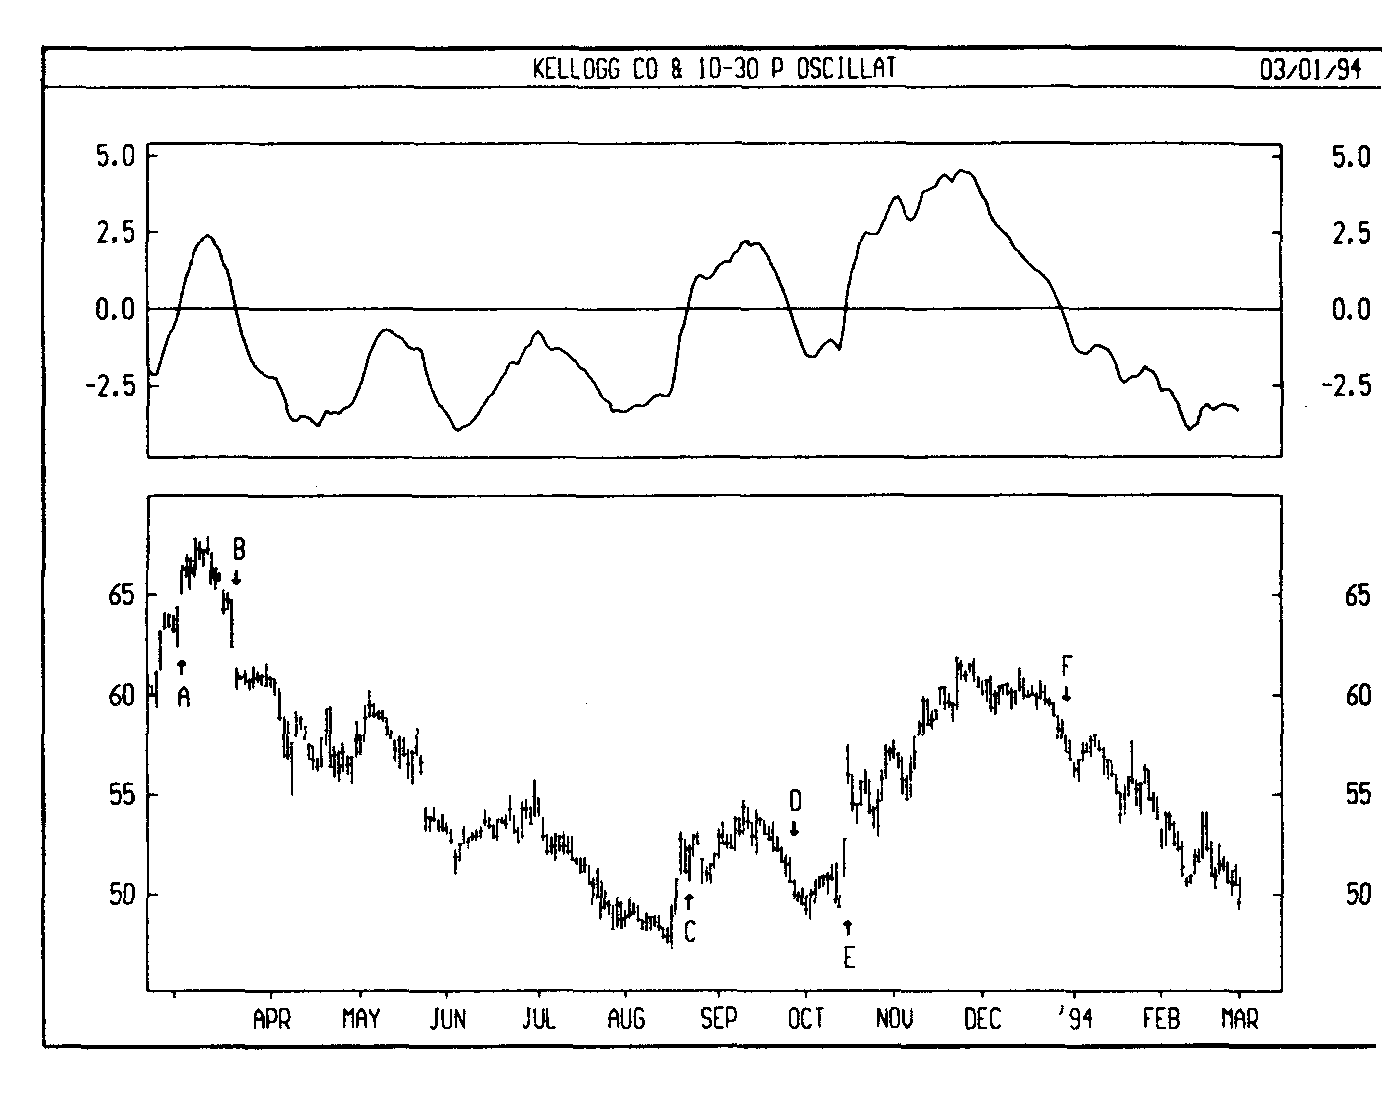 KELLOGG CO & 10-30 P OSCILLAT 03/01/94
5.0 5.0
2.5 2.5
0.0 0.0
-2.5 -2.5
B
65 65
F
A
60 60
D
55 55
50 50
C
E
APR MAY JUN JUL AUG SEP OCT NOV DEC '94 FEB MAR